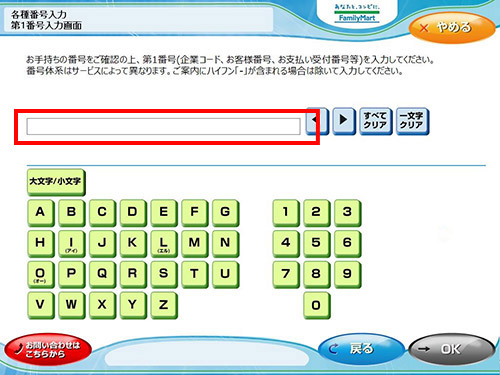 各種番号入力
第1番号入力画面
あなたと、コンビに、
FamilyMart
やめる
お手持ちの番号をご確認の上、第1番号(企業コード、お客様番号、お支払い受付番号等)を入力してください。
番号体系はサービスによって異なります。ご案内にハイフン「-」が含まれる場合は除いて入力してください。
すべて クリア
一文字 クリア
大文字/小文字
A B C D E F G 1 2 3
H I(アイ) J K L(エル) M N 4 5 6
O(オー) P Q R S T U 7 8 9
V W X Y Z 0
お問い合わせは
こちらから
戻る
OK